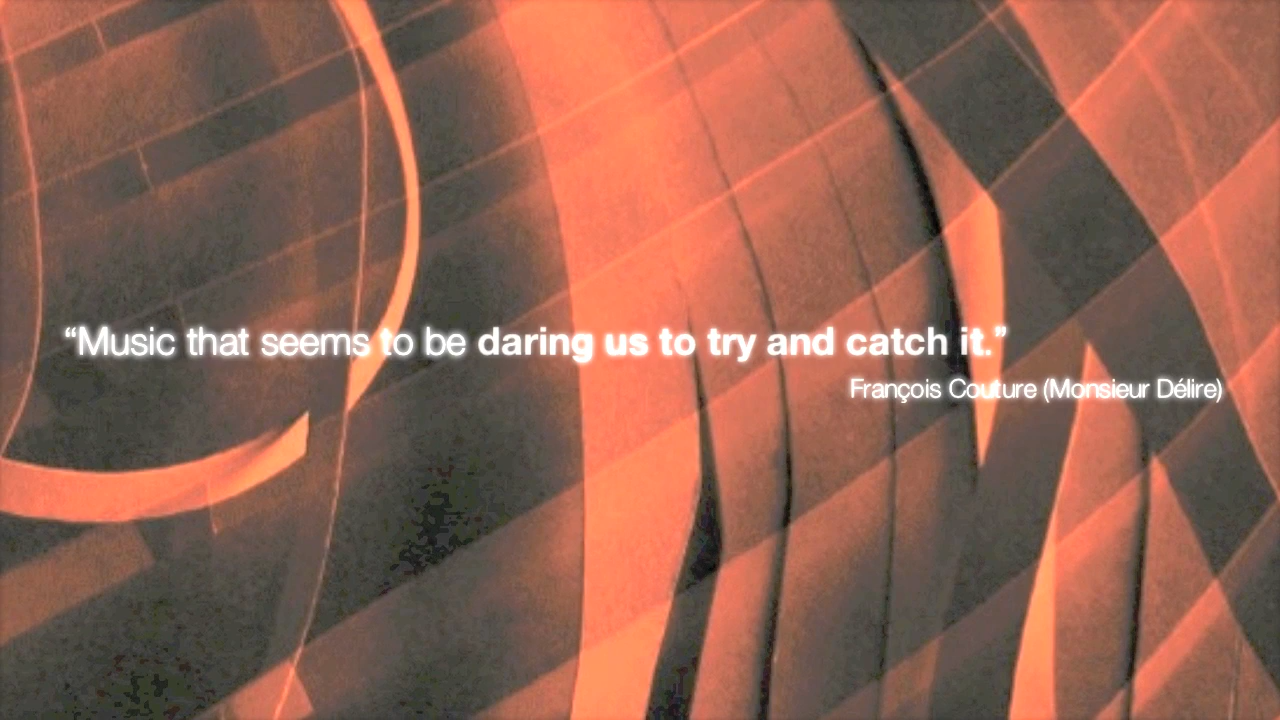 “Music that seems to be daring us to try and catch it.”
François Couture (Monsieur Délire)